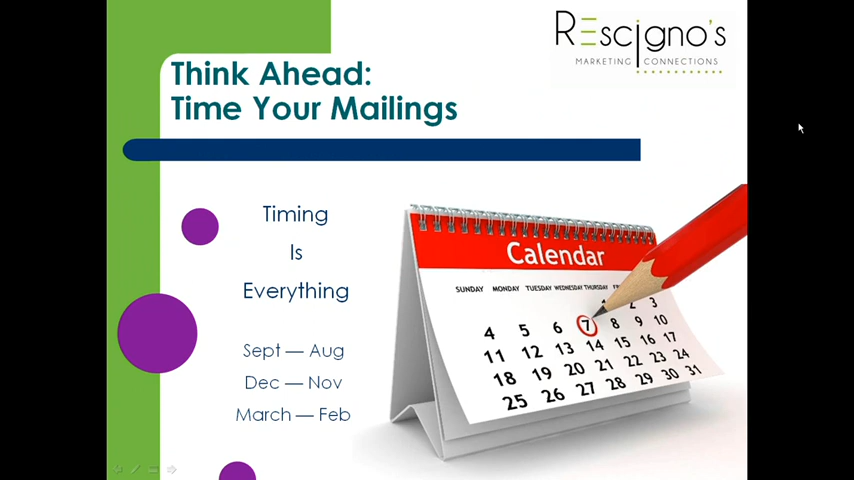 REscigno's
MARKETING CONNECTIONS
Think Ahead:
Time Your Mailings
Timing
Is
Everything
Sept — Aug
Dec — Nov
March — Feb
Calendar
SUNDAY MONDAY TUESDAY WEDNESDAY THURSDAY
1 2 3
4 5 6 7 8 9 10
11 12 13 14 15 16 17
18 19 20 21 22 23 24
25 26 27 28 29 30 31